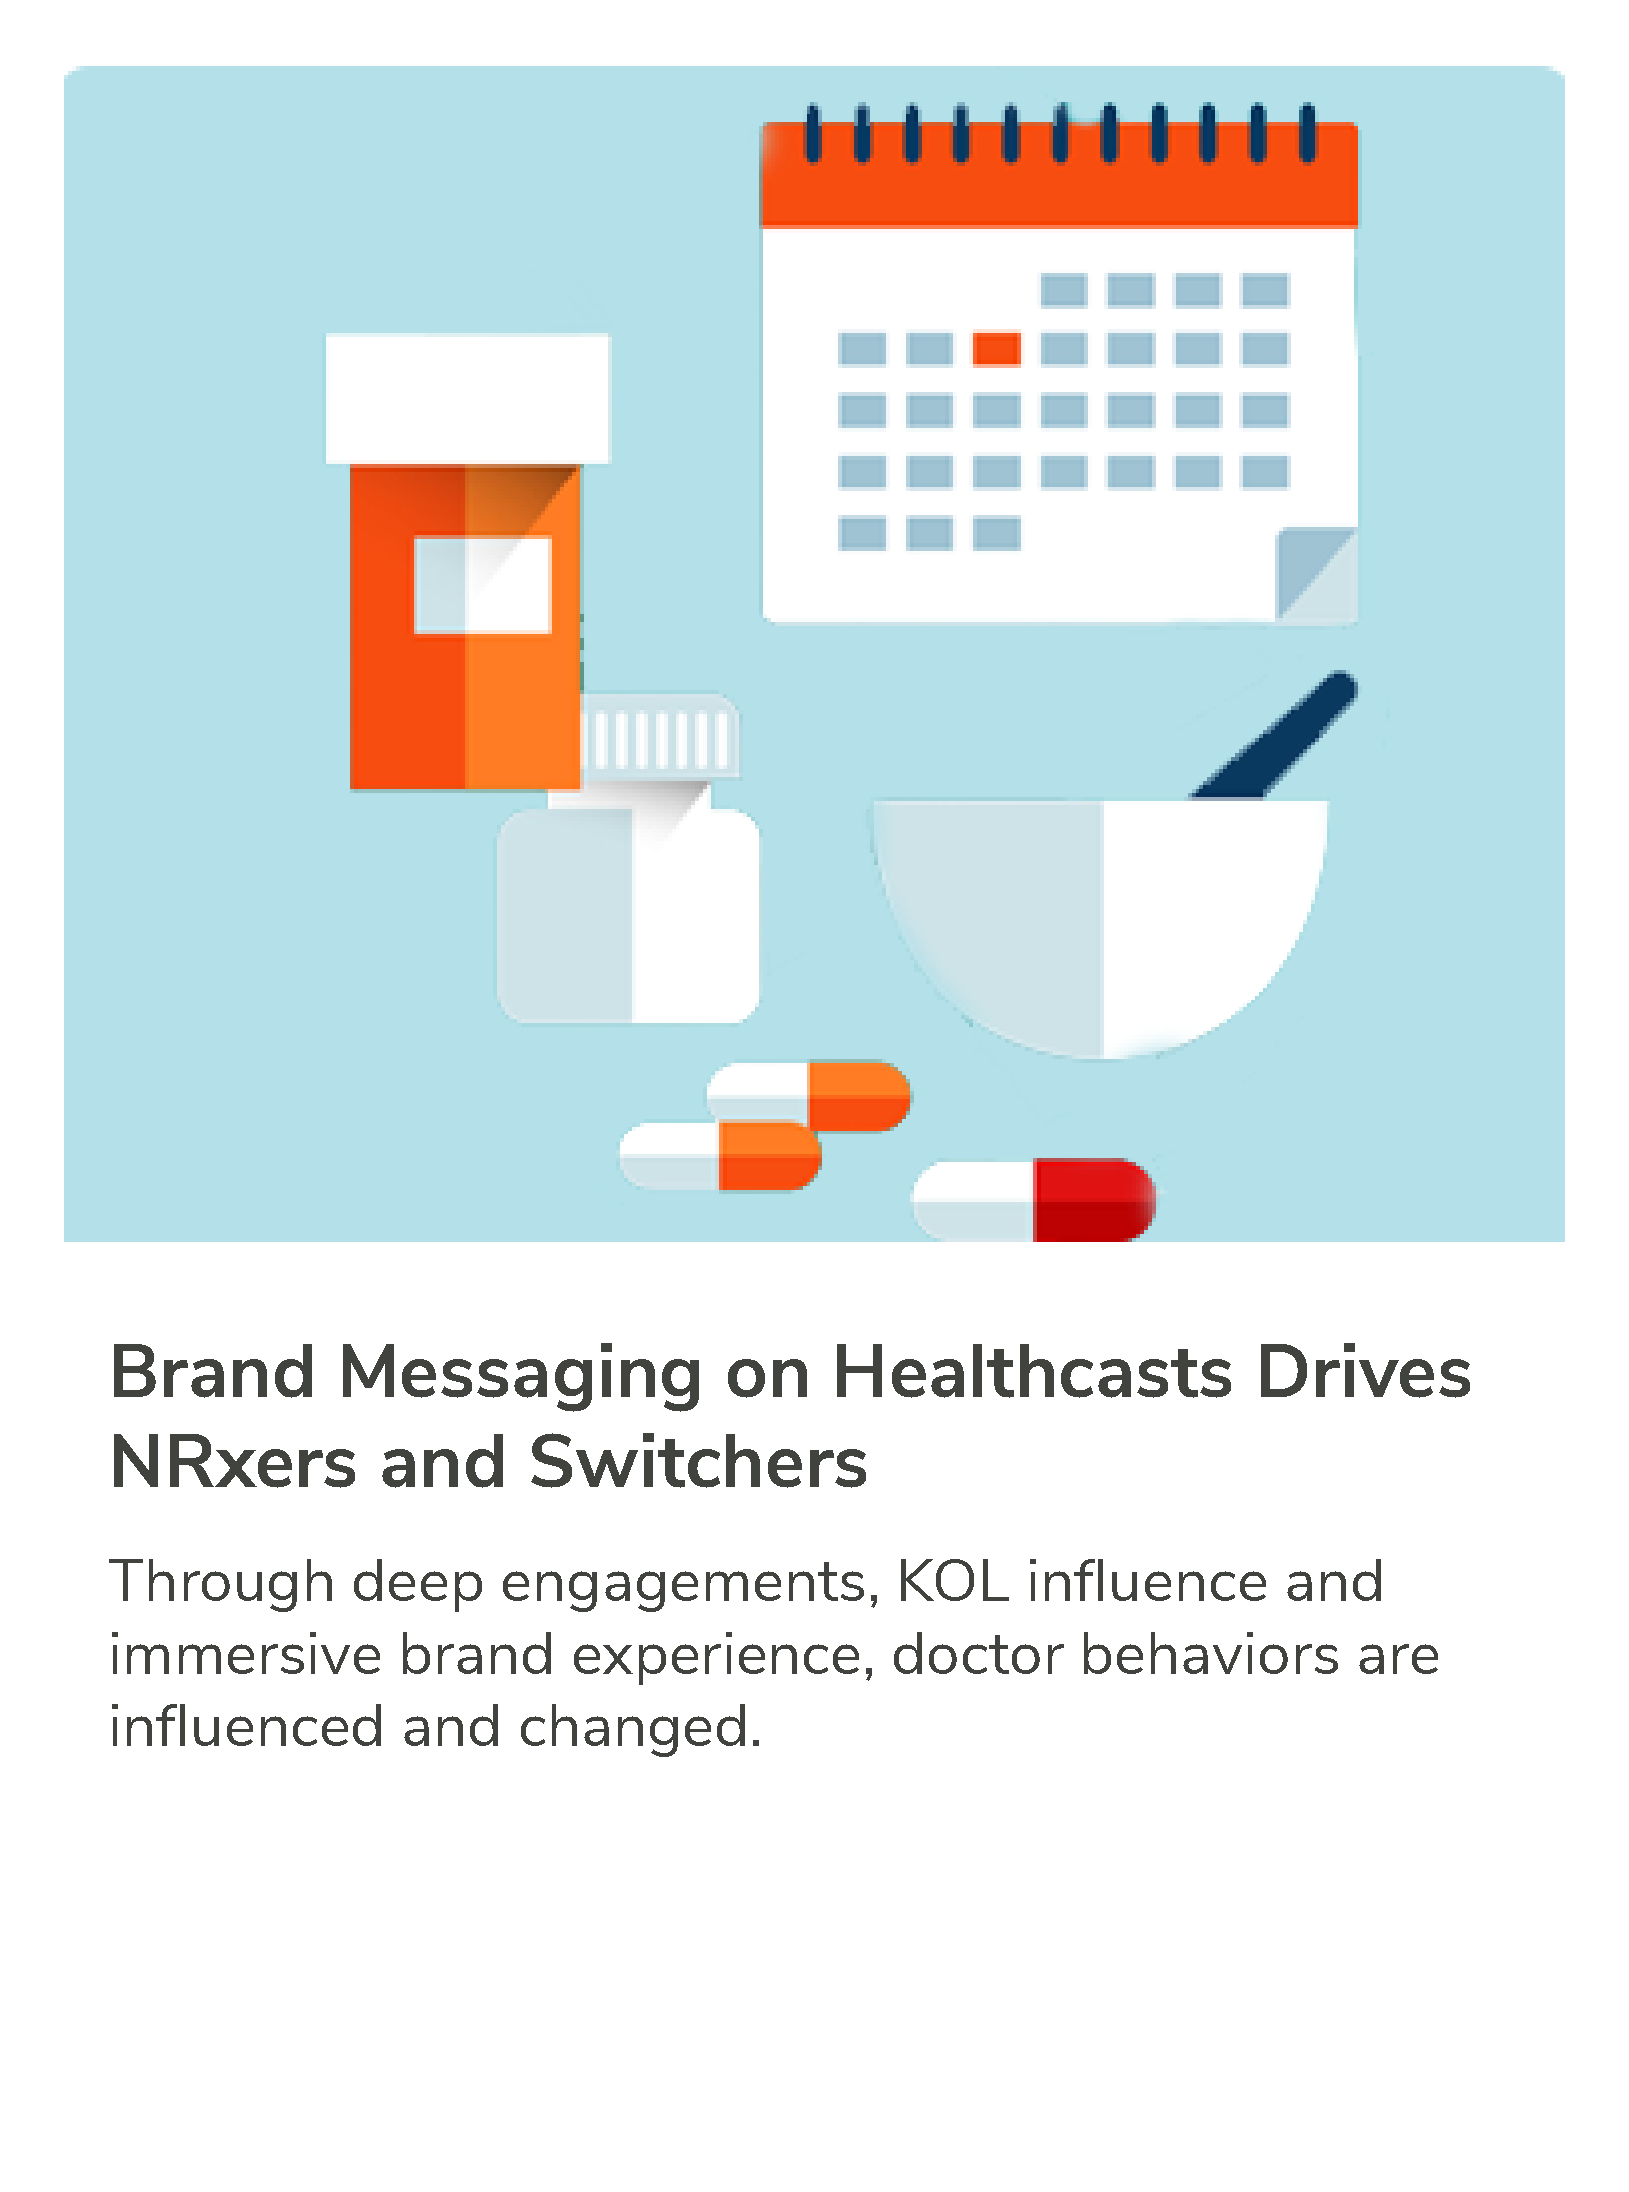 Brand Messaging on Healthcasts Drives
NRxers and Switchers
Through deep engagements, KOL influence and
immersive brand experience, doctor behaviors are
influenced and changed.